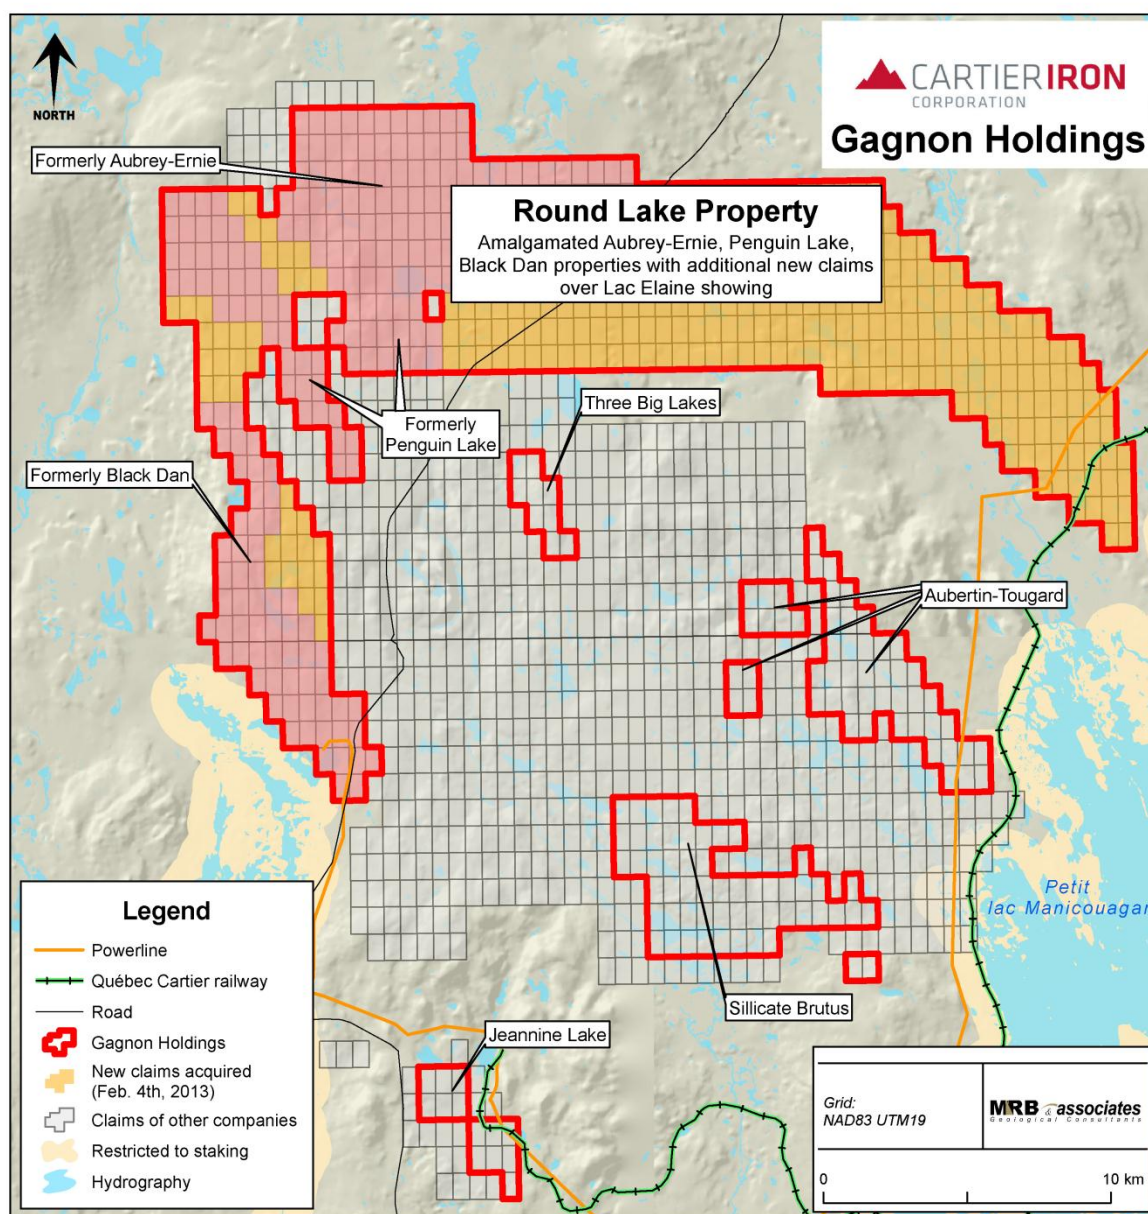 NORTH
CARTIER IRON
CORPORATION
Gagnon Holdings
Formerly Aubrey-Ernie
Round Lake Property
Amalgamated Aubrey-Ernie, Penguin Lake,
Black Dan properties with additional new claims
over Lac Elaine showing
Three Big Lakes
Formerly
Penguin Lake
Formerly Black Dan
Aubertin-Tougard
Petit
lac Manicouagan
Sillicate Brutus
Jeannine Lake
Legend
Powerline
Québec Cartier railway
Road
Gagnon Holdings
New claims acquired
(Feb. 4th, 2013)
Claims of other companies
Restricted to staking
Hydrography
Grid:
NAD83 UTM19
MRB & associates
Geological Consultants
0 10 km